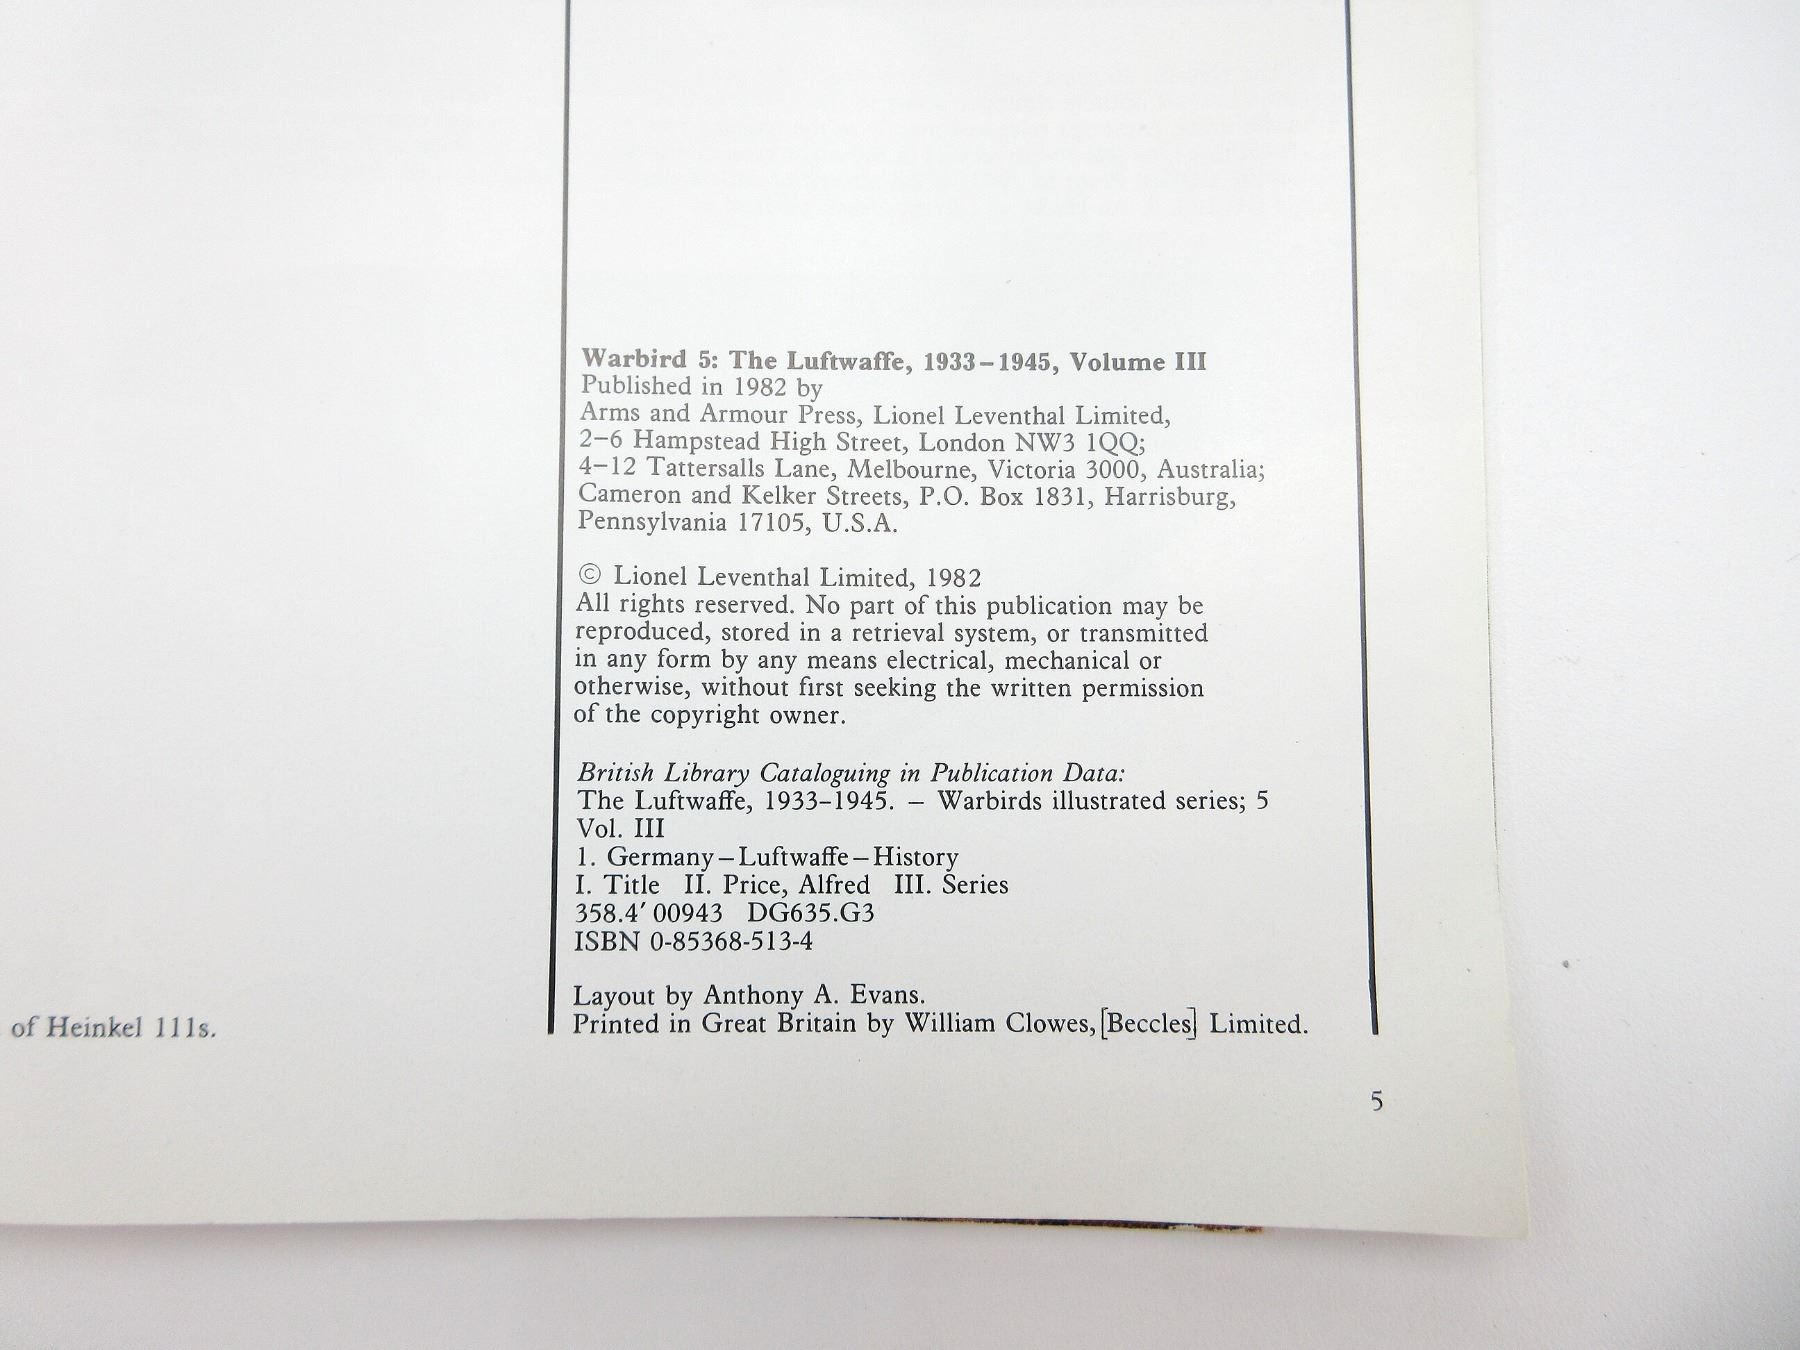 Warbird 5: The Luftwaffe, 1933–1945, Volume III
Published in 1982 by
Arms and Armour Press, Lionel Leventhal Limited,
2–6 Hampstead High Street, London NW3 1QQ;
4–12 Tattersalls Lane, Melbourne, Victoria 3000, Australia;
Cameron and Kelker Streets, P.O. Box 1831, Harrisburg,
Pennsylvania 17105, U.S.A.
© Lionel Leventhal Limited, 1982
All rights reserved. No part of this publication may be
reproduced, stored in a retrieval system, or transmitted
in any form by any means electrical, mechanical or
otherwise, without first seeking the written permission
of the copyright owner.
British Library Cataloguing in Publication Data:
The Luftwaffe, 1933–1945. – Warbirds illustrated series; 5
Vol. III
1. Germany–Luftwaffe–History
I. Title II. Price, Alfred III. Series
358.4′ 00943 DG635.G3
ISBN 0-85368-513-4
Layout by Anthony A. Evans.
Printed in Great Britain by William Clowes, [Beccles] Limited.
of Heinkel 111s.
5